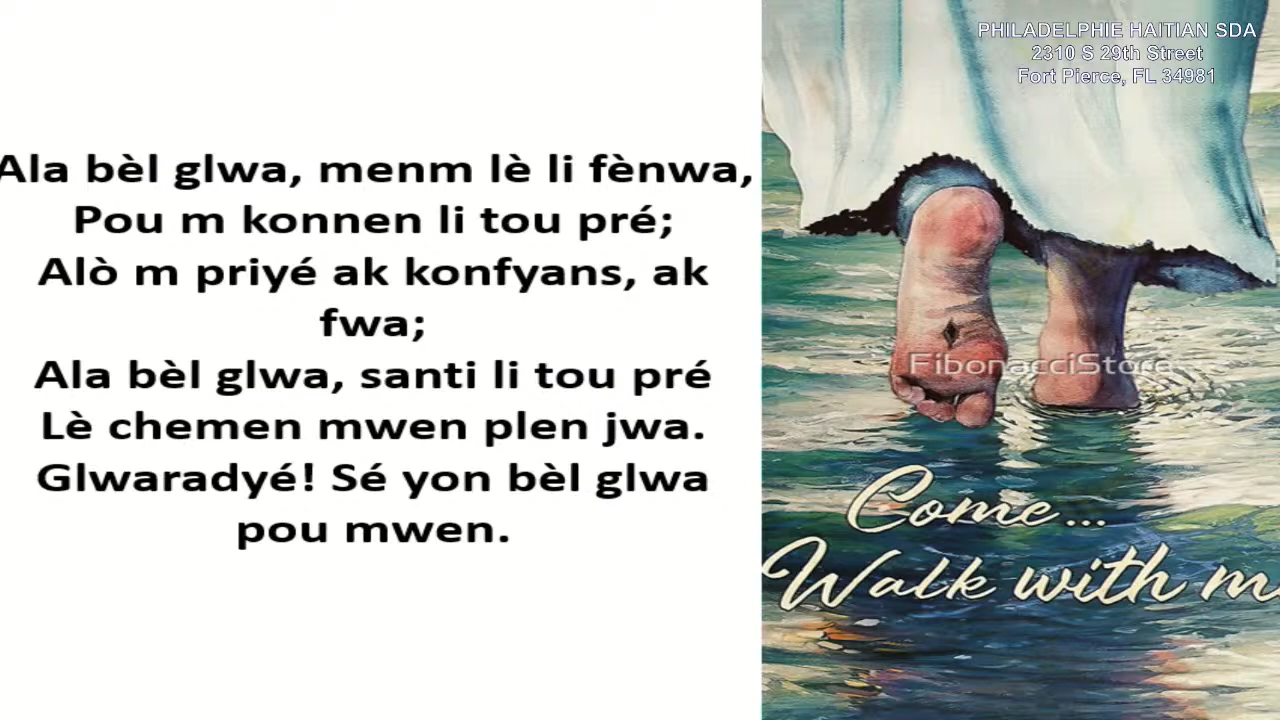 Ala bèl glwa, menm lè li fènwa,
Pou m konnen li tou pré;
Alò m priyé ak konfyans, ak
fwa;
Ala bèl glwa, santi li tou pré
Lè chemen mwen plen jwa.
Glwaradyé! Sé yon bèl glwa
pou mwen.
PHILADELPHIE HAITIAN SDA
2310 S 29th Street
Fort Pierce, FL 34981
FibonacciStore
Come...
Walk with m